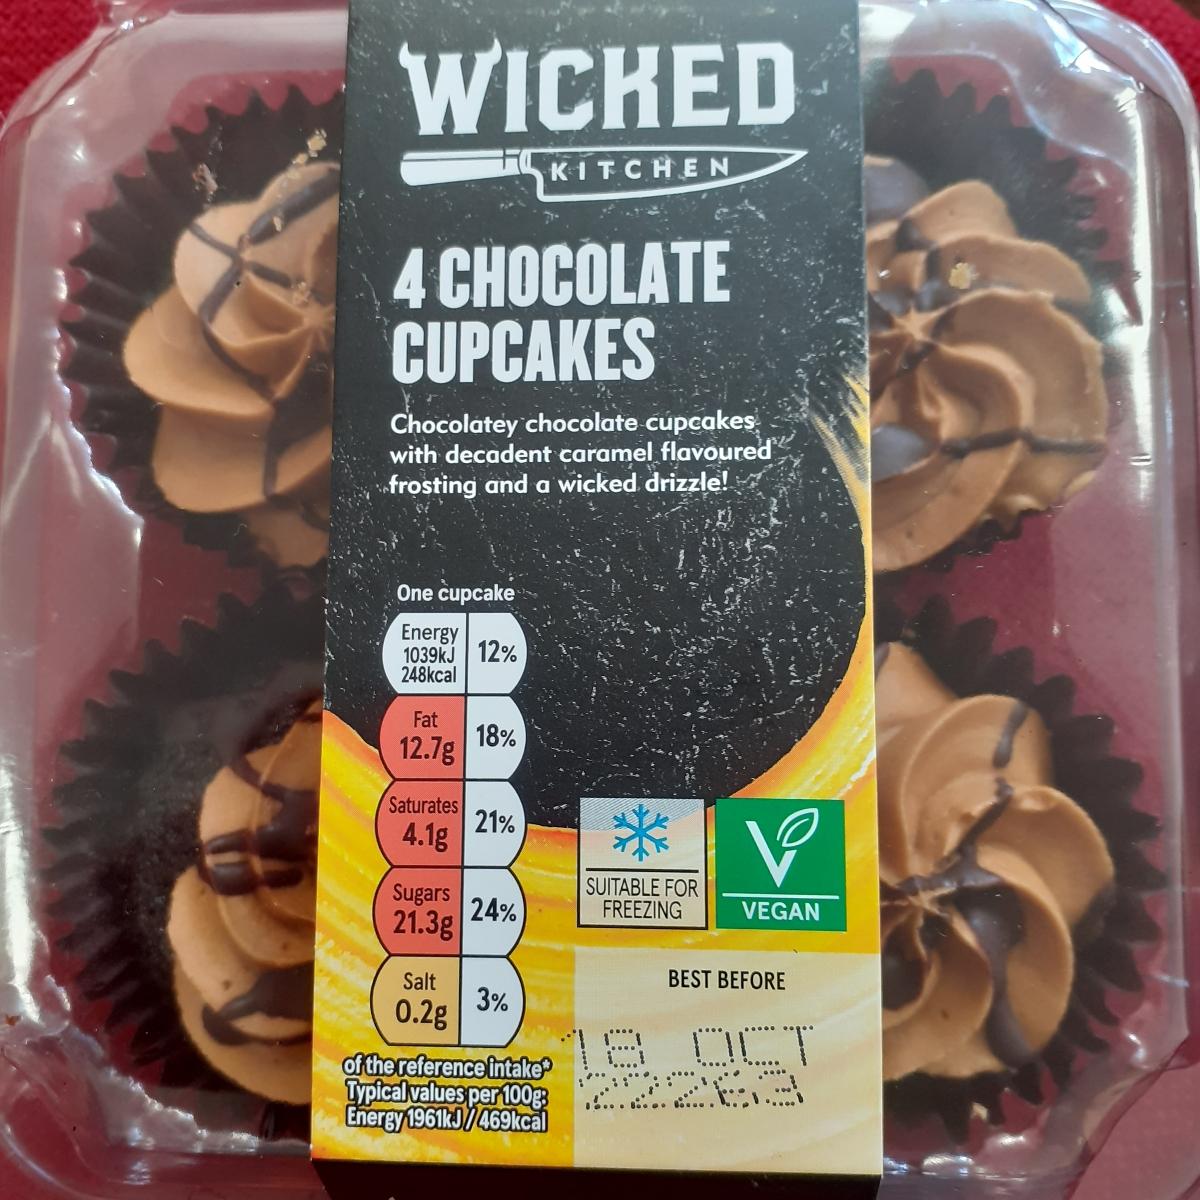 WICKED
KITCHEN
4 CHOCOLATE
CUPCAKES
Chocolatey chocolate cupcakes
with decadent caramel flavoured
frosting and a wicked drizzle!
One cupcake
Energy
1039kJ
248kcal
12%
Fat
12.7g
18%
Saturates
4.1g
21%
Sugars
21.3g
24%
Salt
0.2g
3%
of the reference intake*
Typical values per 100g:
Energy 1961kJ / 469kcal
SUITABLE FOR
FREEZING
V
VEGAN
BEST BEFORE
18 OCT